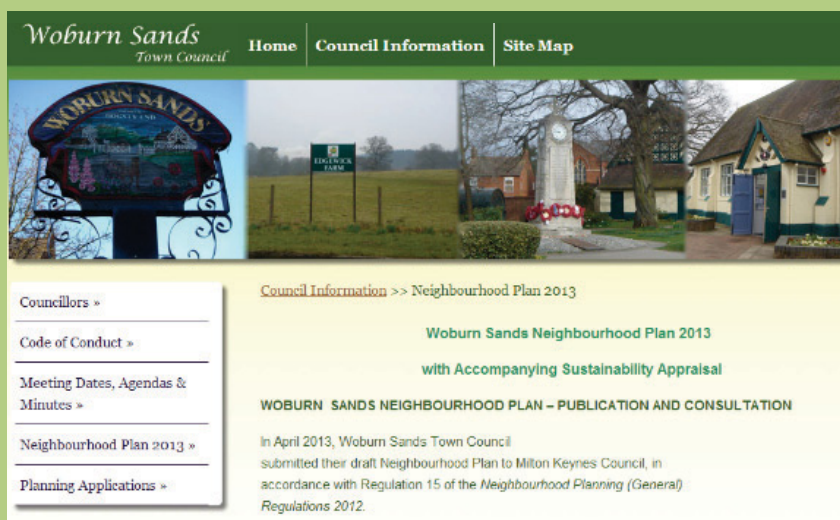 Woburn Sands
Town Council
Home
Council Information
Site Map
WOBURN SANDS
HOGSTY END
EDGEWICK
FARM
Councillors »
Code of Conduct »
Meeting Dates, Agendas &
Minutes »
Neighbourhood Plan 2013 »
Planning Applications »
Council Information >> Neighbourhood Plan 2013
Woburn Sands Neighbourhood Plan 2013
with Accompanying Sustainability Appraisal
WOBURN SANDS NEIGHBOURHOOD PLAN – PUBLICATION AND CONSULTATION
In April 2013, Woburn Sands Town Council
submitted their draft Neighbourhood Plan to Milton Keynes Council, in
accordance with Regulation 15 of the Neighbourhood Planning (General)
Regulations 2012.